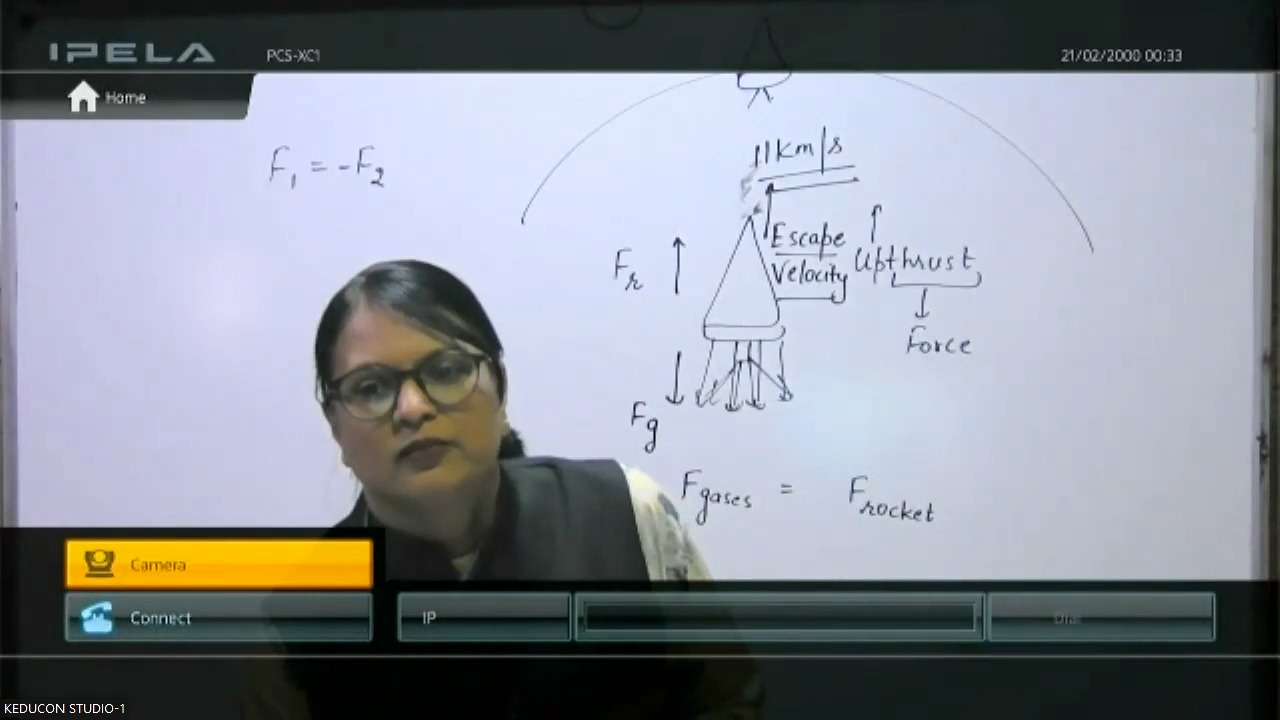 IPELA PCS-XC1 21/02/2000 00:33
Home
11km/s
F1 = -F2
Escape
Velocity
Upthrust
Fr
Force
Fg
Fgases = Frocket
Camera
Connect
IP
Dial
KEDUCON STUDIO-1